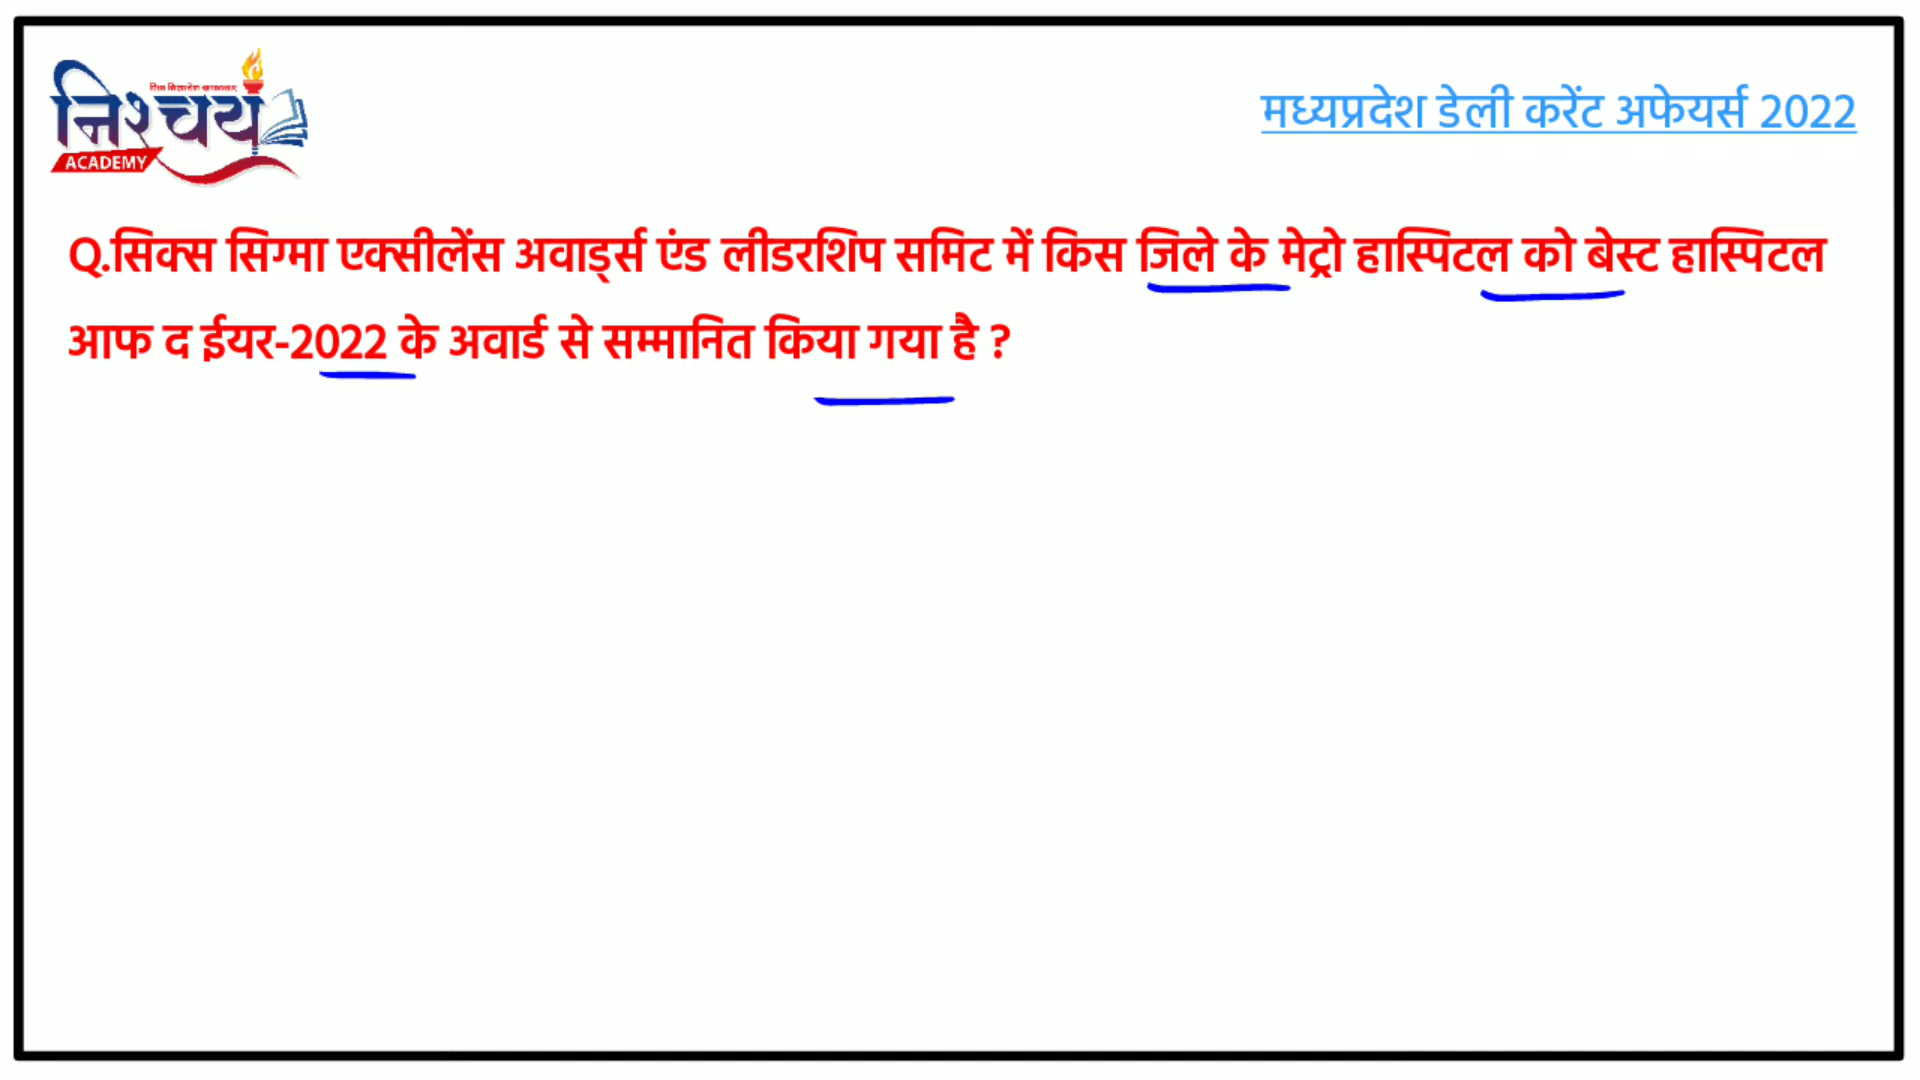 निश्चय
ACADEMY
मध्यप्रदेश डेली करेंट अफेयर्स 2022
Q.सिक्स सिग्मा एक्सीलेंस अवार्ड्स एंड लीडरशिप समिट में किस जिले के मेट्रो हास्पिटल को बेस्ट हास्पिटल
आफ द ईयर-2022 के अवार्ड से सम्मानित किया गया है ?